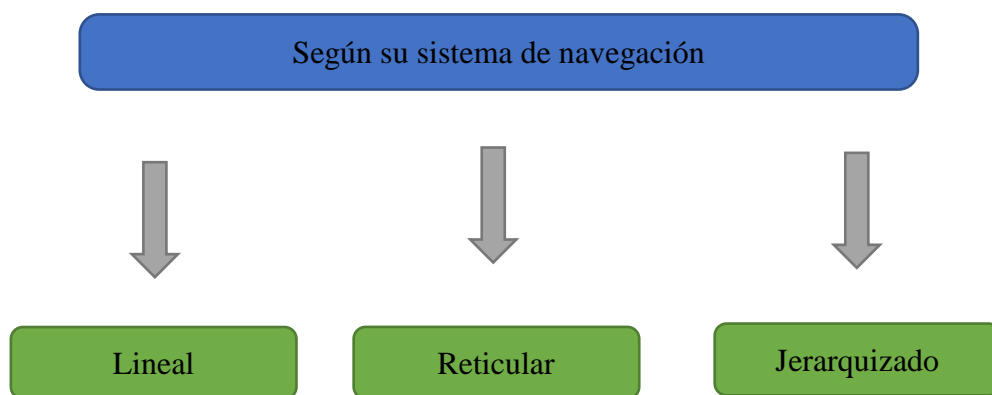 Según su sistema de navegación
Lineal
Reticular
Jerarquizado